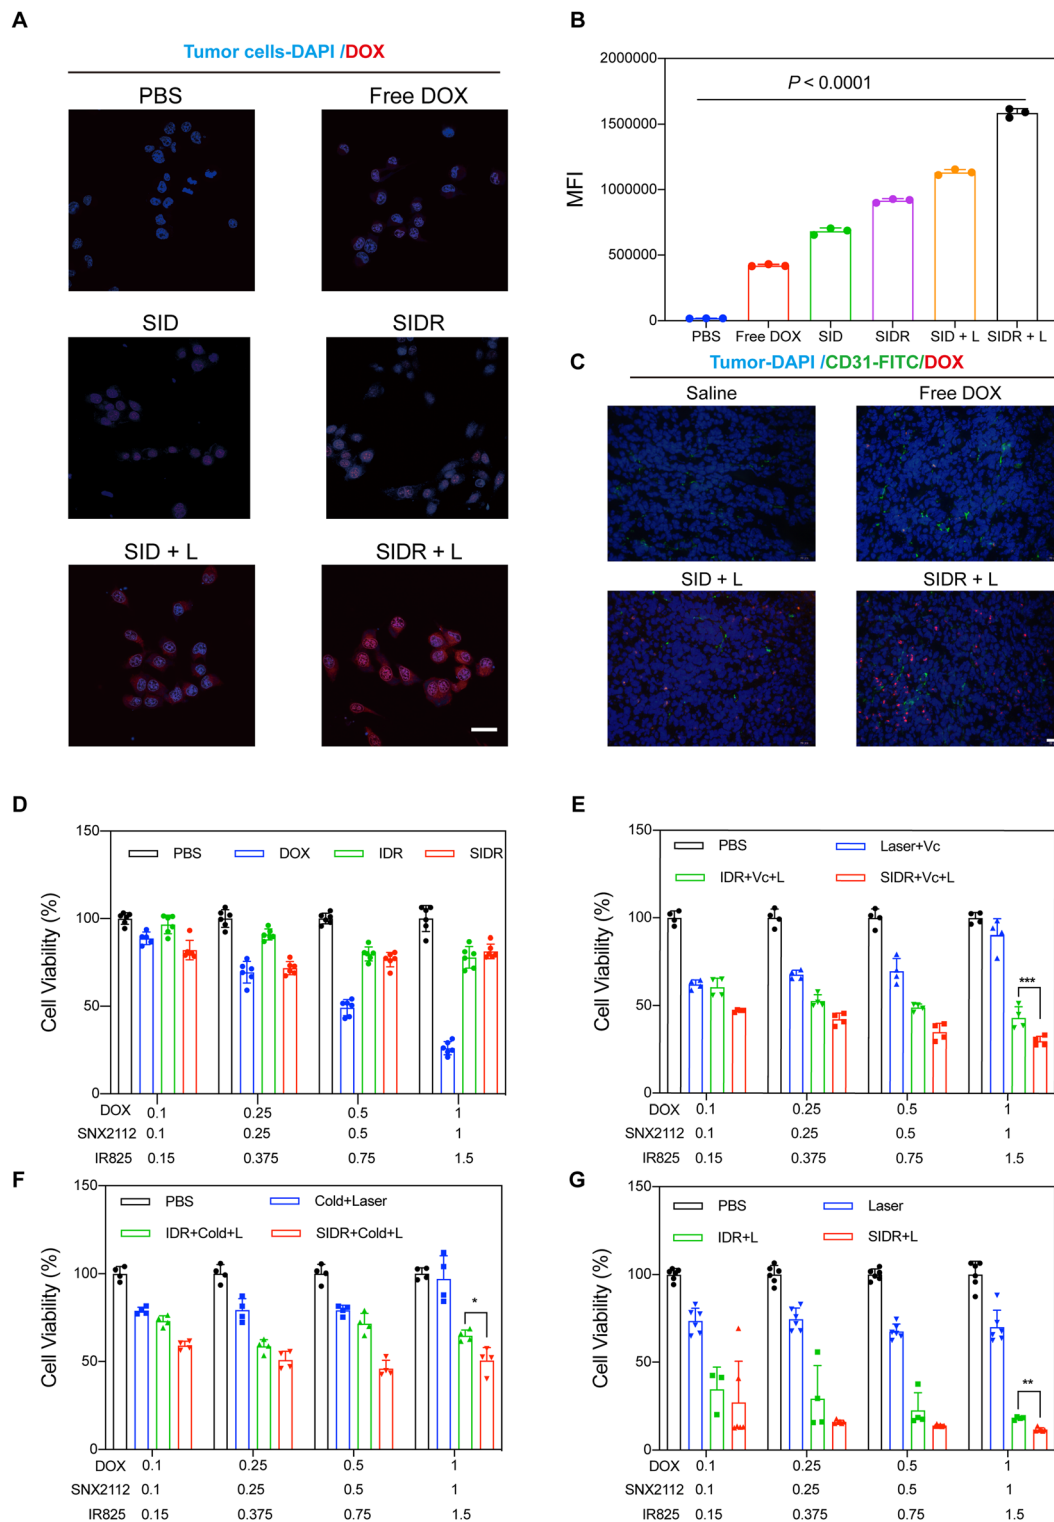 A
Tumor cells-DAPI /DOX
PBS
Free DOX
SID
SIDR
SID + L
SIDR + L
B
2000000
1500000
1000000
500000
0
MFI
P < 0.0001
PBS
Free DOX
SID
SIDR
SID + L
SIDR + L
C
Tumor-DAPI /CD31-FITC/DOX
Saline
Free DOX
SID + L
SIDR + L
D
150
100
50
0
Cell Viability (%)
PBS
DOX
IDR
SIDR
DOX 0.1 0.25 0.5 1
SNX2112 0.1 0.25 0.5 1
IR825 0.15 0.375 0.75 1.5
E
150
100
50
0
Cell Viability (%)
PBS
Laser+Vc
IDR+Vc+L
SIDR+Vc+L
***
DOX 0.1 0.25 0.5 1
SNX2112 0.1 0.25 0.5 1
IR825 0.15 0.375 0.75 1.5
F
150
100
50
0
Cell Viability (%)
PBS
Cold+Laser
IDR+Cold+L
SIDR+Cold+L
*
DOX 0.1 0.25 0.5 1
SNX2112 0.1 0.25 0.5 1
IR825 0.15 0.375 0.75 1.5
G
150
100
50
0
Cell Viability (%)
PBS
Laser
IDR+L
SIDR+L
**
DOX 0.1 0.25 0.5 1
SNX2112 0.1 0.25 0.5 1
IR825 0.15 0.375 0.75 1.5